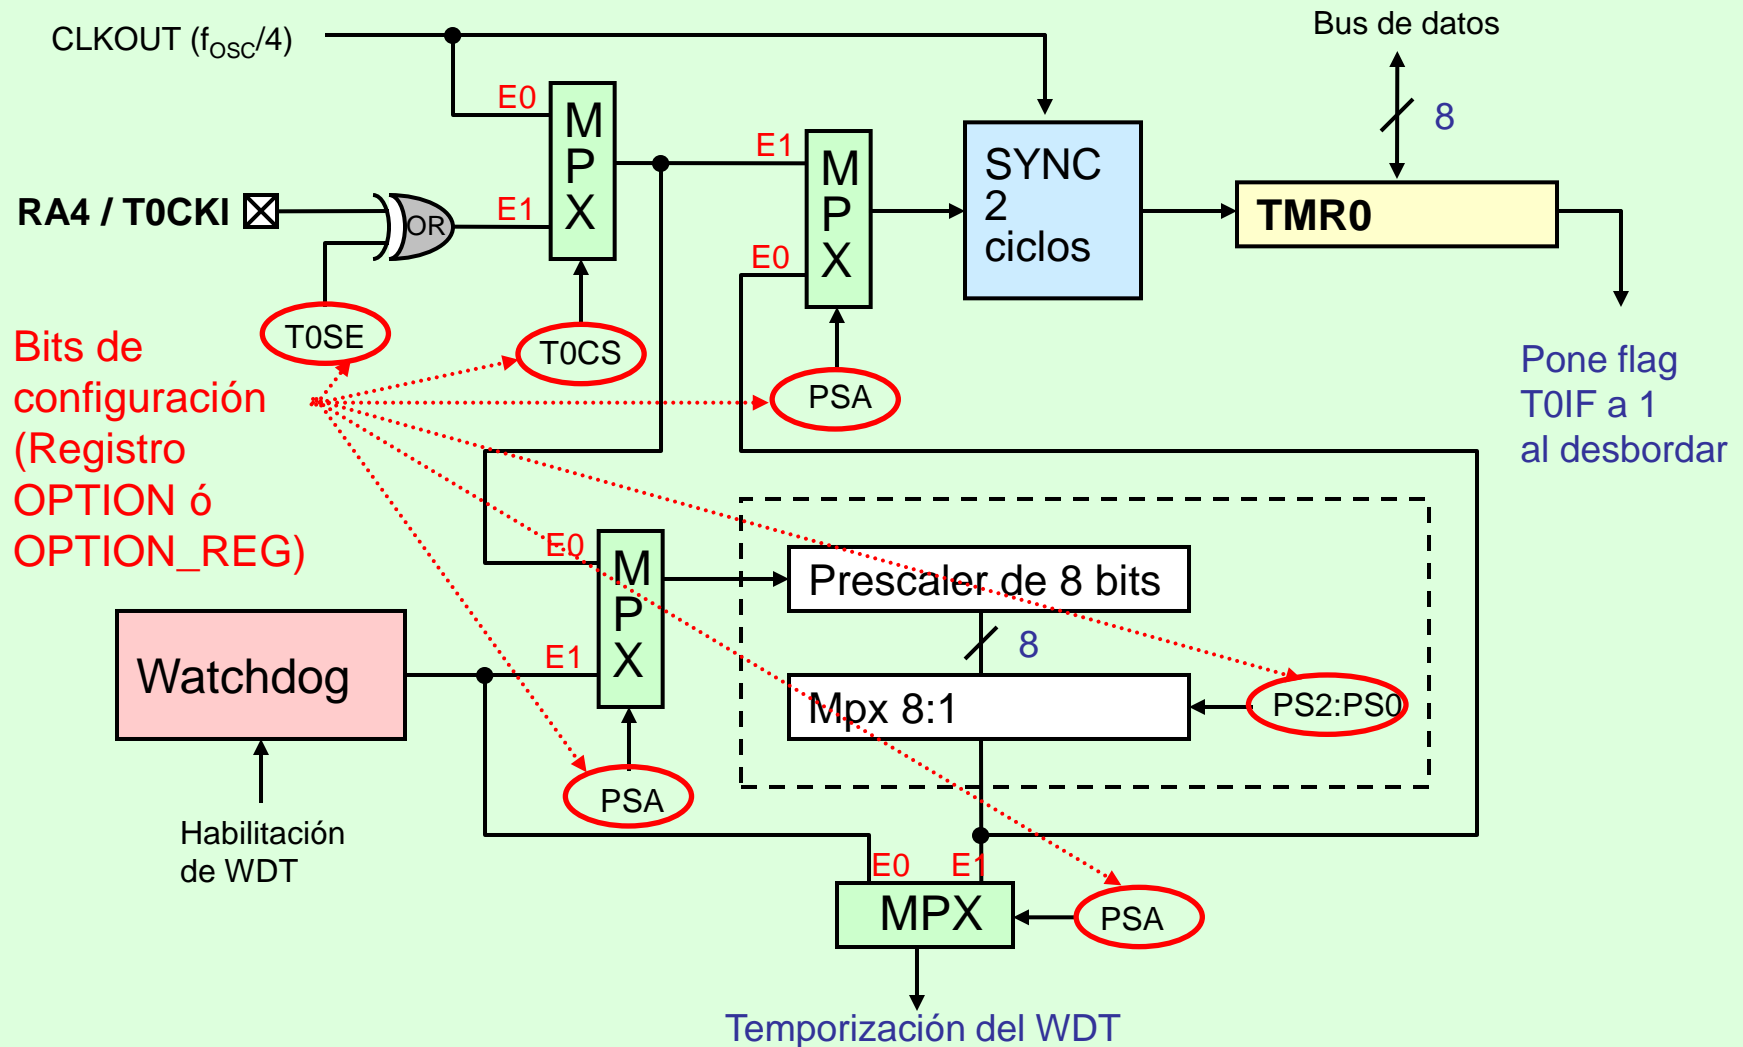 CLKOUT (fOSC/4)
Bus de datos
8
E0
M
P
X
E1
RA4 / T0CKI
OR
E1
M
P
X
E0
SYNC
2
ciclos
TMR0
T0SE
T0CS
PSA
Bits de
configuración
(Registro
OPTION ó
OPTION_REG)
Pone flag
T0IF a 1
al desbordar
E0
M
P
X
E1
Prescaler de 8 bits
8
Watchdog
Mpx 8:1
PS2:PS0
PSA
Habilitación
de WDT
E0
E1
MPX
PSA
Temporización del WDT